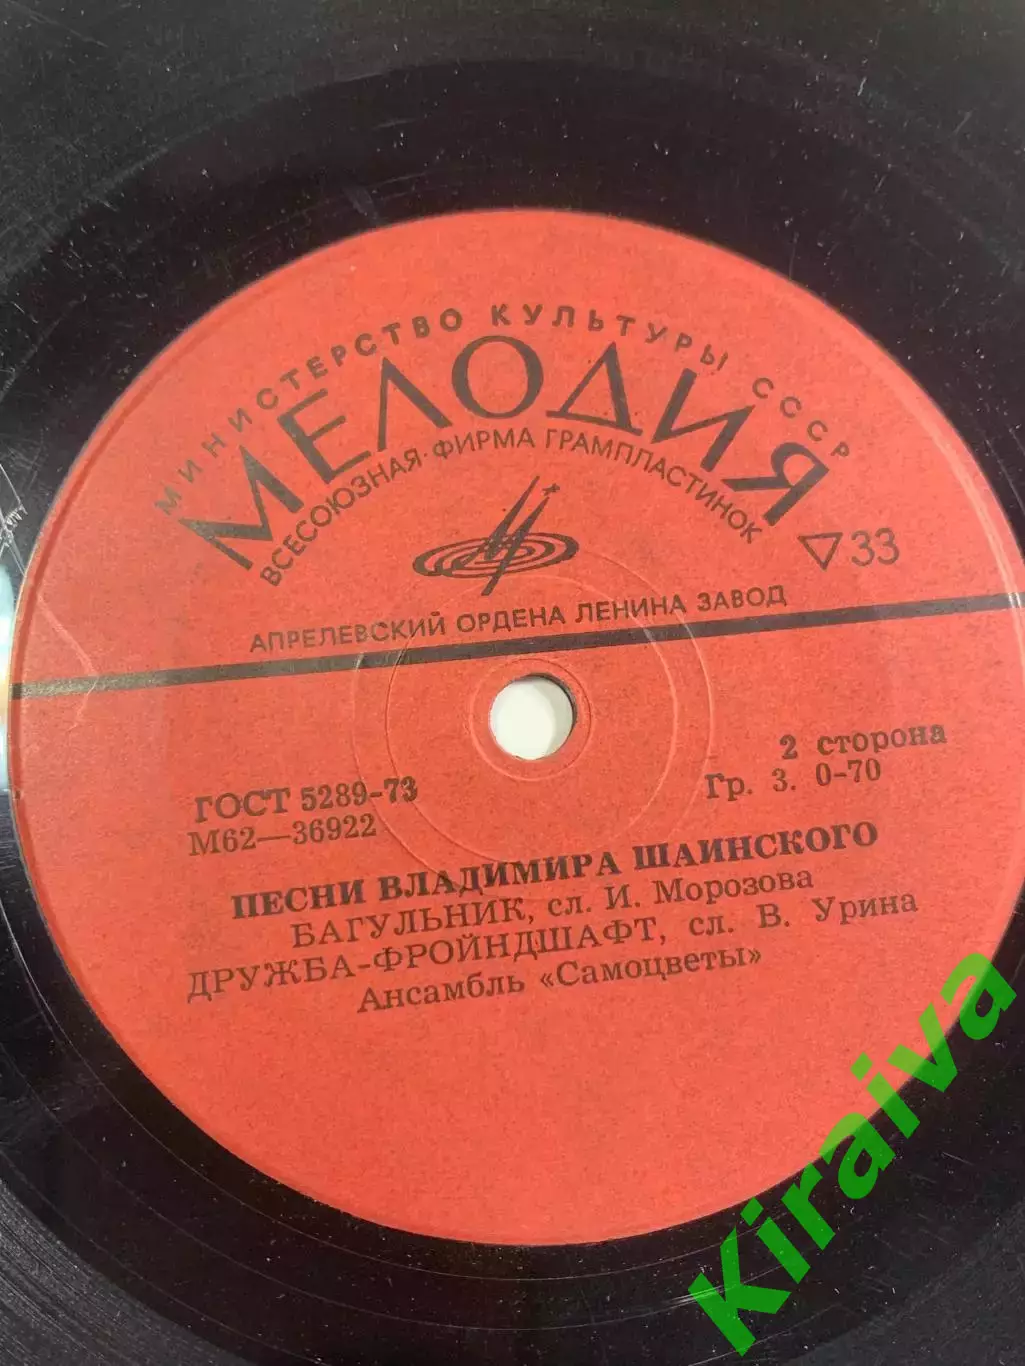 МИНИСТЕРСТВО КУЛЬТУРЫ СССР
МЕЛОДИЯ
ВСЕСОЮЗНАЯ·ФИРМА ГРАМПЛАСТИНОК
33
АПРЕЛЕВСКИЙ ОРДЕНА ЛЕНИНА ЗАВОД
2 сторона
ГОСТ 5289-73
Гр. 3. 0-70
М62—36922
ПЕСНИ ВЛАДИМИРА ШАИНСКОГО
БАГУЛЬНИК, сл. И. Морозова
ДРУЖБА-ФРОЙНДШАФТ, сл. В. Урина
Ансамбль «Самоцветы»
Kiraiva